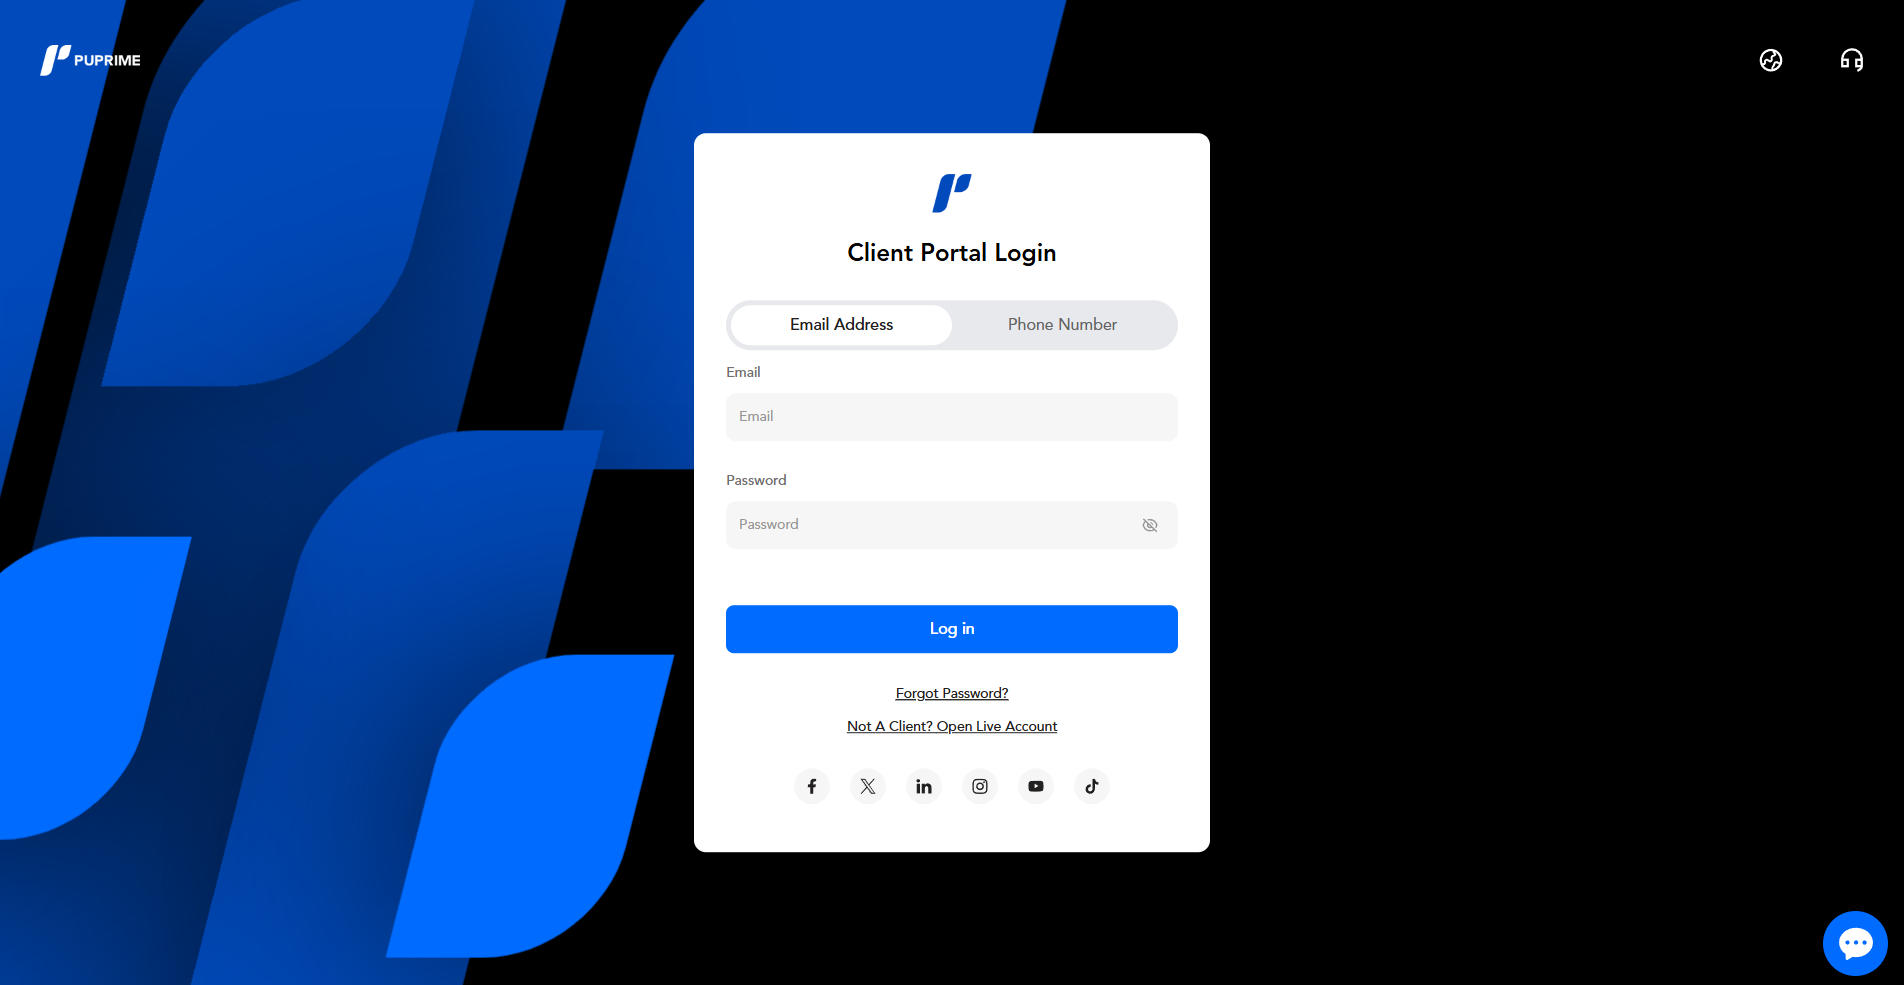 PUPRIME
Client Portal Login
Email Address
Phone Number
Email
Email
Password
Password
Log in
Forgot Password?
Not A Client? Open Live Account